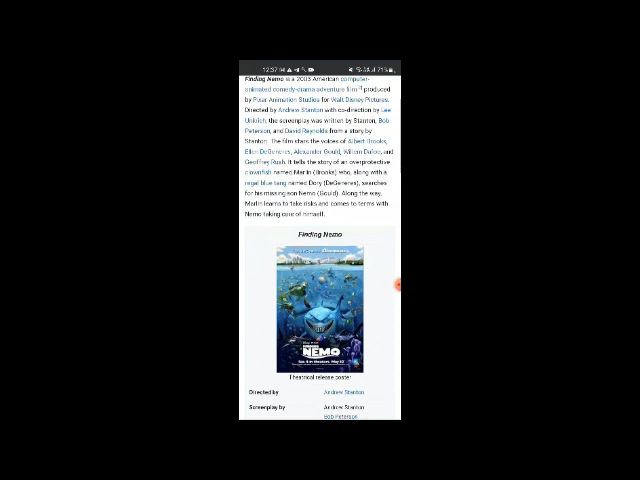 12:37
71%
Finding Nemo is a 2003 American computer-
animated comedy-drama adventure film produced
by Pixar Animation Studios for Walt Disney Pictures.
Directed by Andrew Stanton with co-direction by Lee
Unkrich, the screenplay was written by Stanton, Bob
Peterson, and David Reynolds from a story by
Stanton. The film stars the voices of Albert Brooks,
Ellen DeGeneres, Alexander Gould, Willem Dafoe, and
Geoffrey Rush. It tells the story of an overprotective
clownfish named Marlin (Brooks) who, along with a
regal blue tang named Dory (DeGeneres), searches
for his missing son Nemo (Gould). Along the way,
Marlin learns to take risks and comes to terms with
Nemo taking care of himself.
Finding Nemo
FINDING
NEMO
Theatrical release poster
Directed by
Andrew Stanton
Screenplay by
Andrew Stanton
Bob Peterson